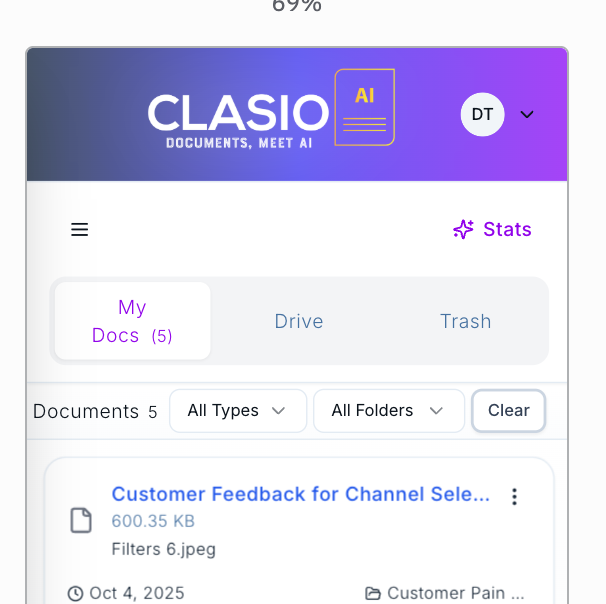 69%
CLASIO
AI
DOCUMENTS, MEET AI
DT
Stats
My
Docs (5)
Drive
Trash
Documents 5
All Types
All Folders
Clear
Customer Feedback for Channel Sele...
600.35 KB
Filters 6.jpeg
Oct 4, 2025
Customer Pain ...